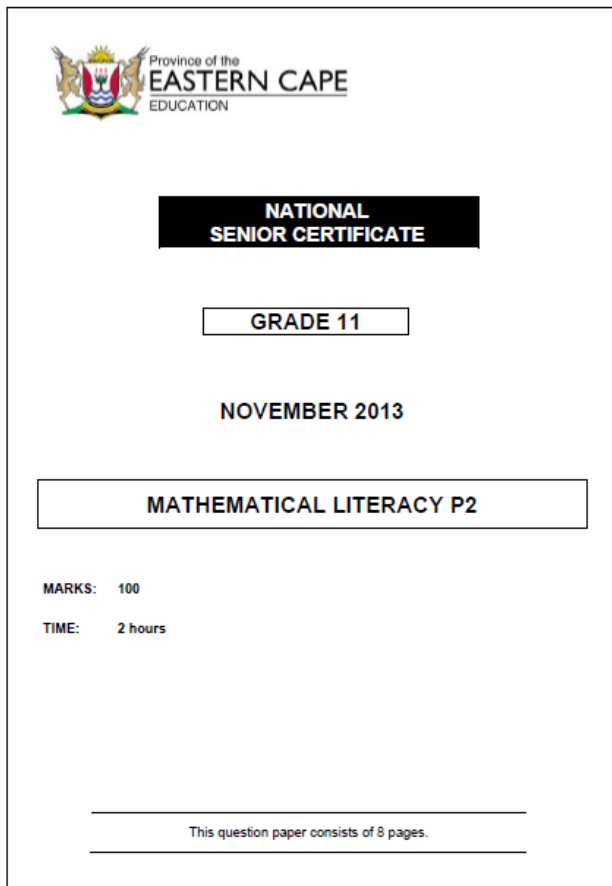 Province of the
EASTERN CAPE
EDUCATION
NATIONAL
SENIOR CERTIFICATE
GRADE 11
NOVEMBER 2013
MATHEMATICAL LITERACY P2
MARKS: 100
TIME: 2 hours
This question paper consists of 8 pages.